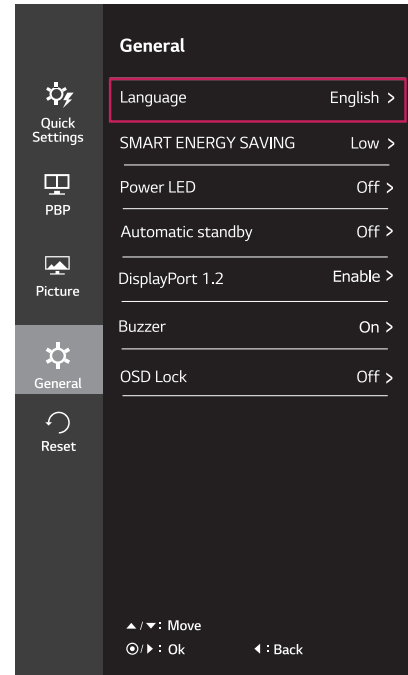 General
Quick
Settings
PBP
Picture
General
Reset
Language English >
SMART ENERGY SAVING Low >
Power LED Off >
Automatic standby Off >
DisplayPort 1.2 Enable >
Buzzer On >
OSD Lock Off >
▲/▼: Move
◉/▶: Ok ◀: Back